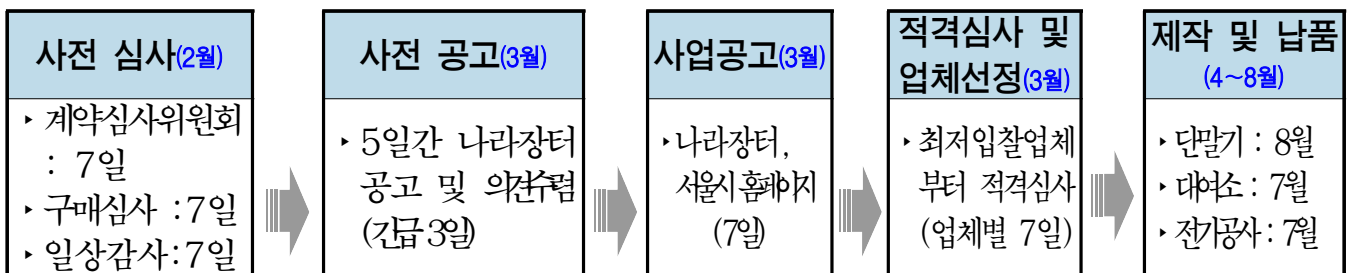 사전 심사(2월)
‣ 계약심사위원회
: 7일
‣ 구매심사 :7일
‣ 일상감사:7일
사전 공고(3월)
‣ 5일간 나라장터
공고 및 의견수렴
(긴급 3일)
사업공고(3월)
‣나라장터,
서울시 홈페이지
(7일)
적격심사 및
업체선정(3월)
‣ 최저입찰업체
부터 적격심사
(업체별 7일)
제작 및 납품
(4~8월)
‣ 단말기 : 8월
‣ 대여소 : 7월
‣ 전기공사 : 7월